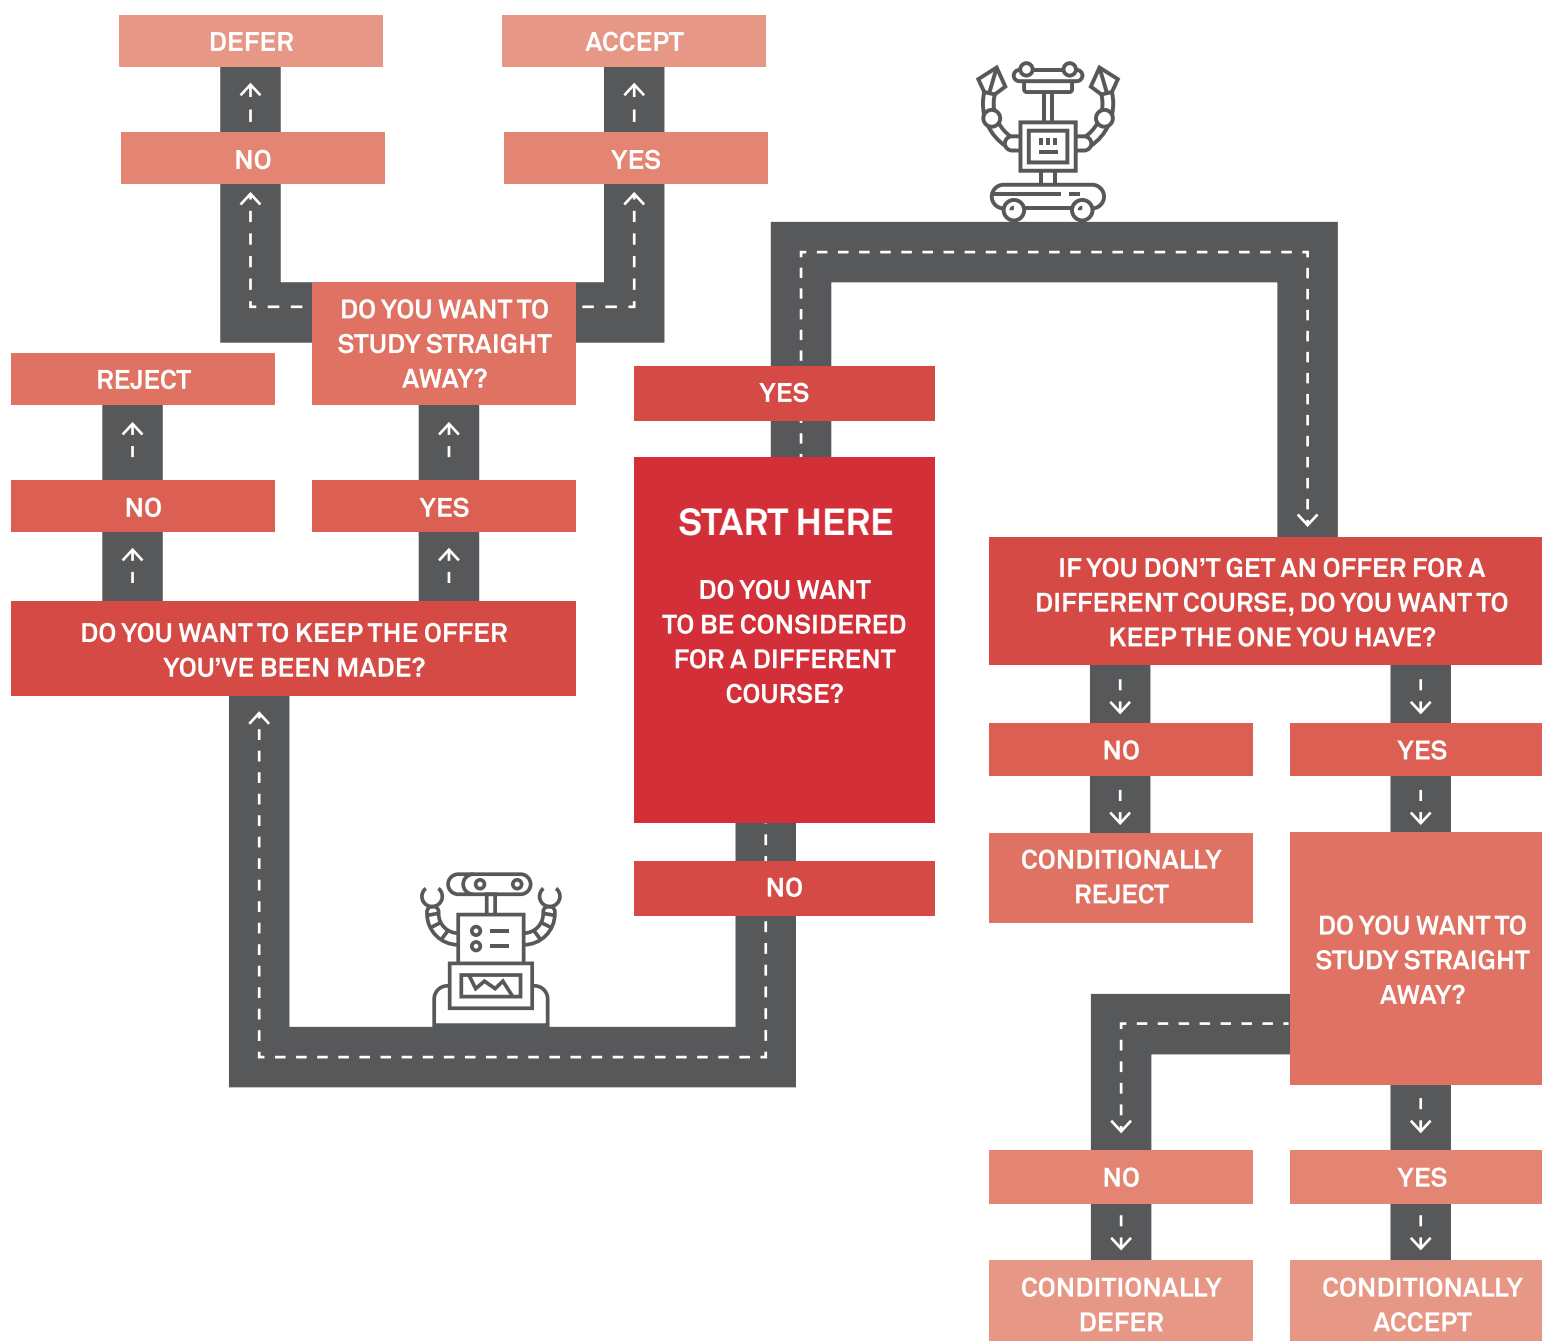 START HERE
DO YOU WANT
TO BE CONSIDERED
FOR A DIFFERENT
COURSE?
NO
DO YOU WANT TO KEEP THE OFFER
YOU'VE BEEN MADE?
NO
REJECT
YES
DO YOU WANT TO
STUDY STRAIGHT
AWAY?
NO
DEFER
YES
ACCEPT
YES
IF YOU DON'T GET AN OFFER FOR A
DIFFERENT COURSE, DO YOU WANT TO
KEEP THE ONE YOU HAVE?
NO
CONDITIONALLY
REJECT
YES
DO YOU WANT TO
STUDY STRAIGHT
AWAY?
NO
CONDITIONALLY
DEFER
YES
CONDITIONALLY
ACCEPT